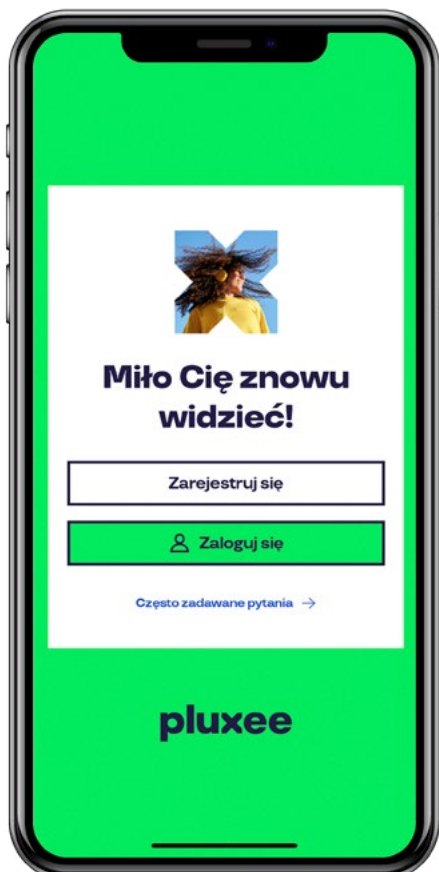 Miło Cię znowu
widzieć!
Zarejestruj się
Zaloguj się
Często zadawane pytania →
pluxee